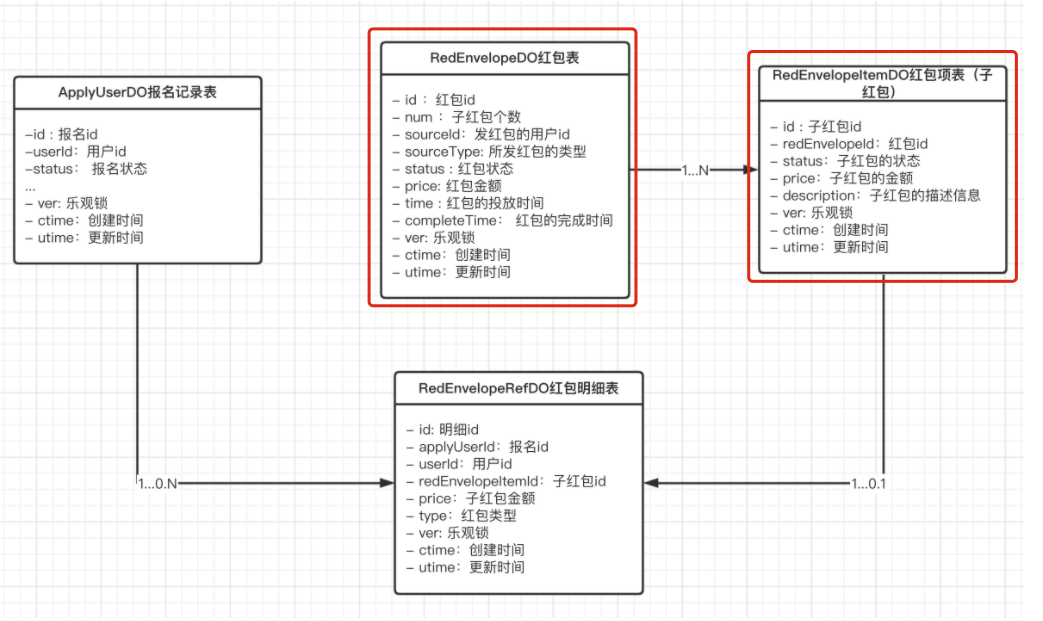 ApplyUserDO报名记录表
-id : 报名id
-userId: 用户id
-status: 报名状态
...
- ver: 乐观锁
- ctime: 创建时间
- utime: 更新时间
RedEnvelopeDO红包表
- id : 红包id
- num : 子红包个数
- sourceId: 发红包的用户id
- sourceType: 所发红包的类型
- status : 红包状态
- price: 红包金额
- time : 红包的投放时间
- completeTime: 红包的完成时间
- ver: 乐观锁
- ctime: 创建时间
- utime: 更新时间
1...N
RedEnvelopeItemDO红包项表（子
红包）
- id : 子红包id
- redEnvelopeId: 红包id
- status: 子红包的状态
- price: 子红包的金额
- description: 子红包的描述信息
- ver: 乐观锁
- ctime: 创建时间
- utime: 更新时间
RedEnvelopeRefDO红包明细表
- id: 明细id
- applyUserId: 报名id
- userId: 用户id
- redEnvelopeItemId: 子红包id
- price: 子红包金额
- type: 红包类型
- ver: 乐观锁
- ctime: 创建时间
- utime: 更新时间
1...0.N
1...0.1